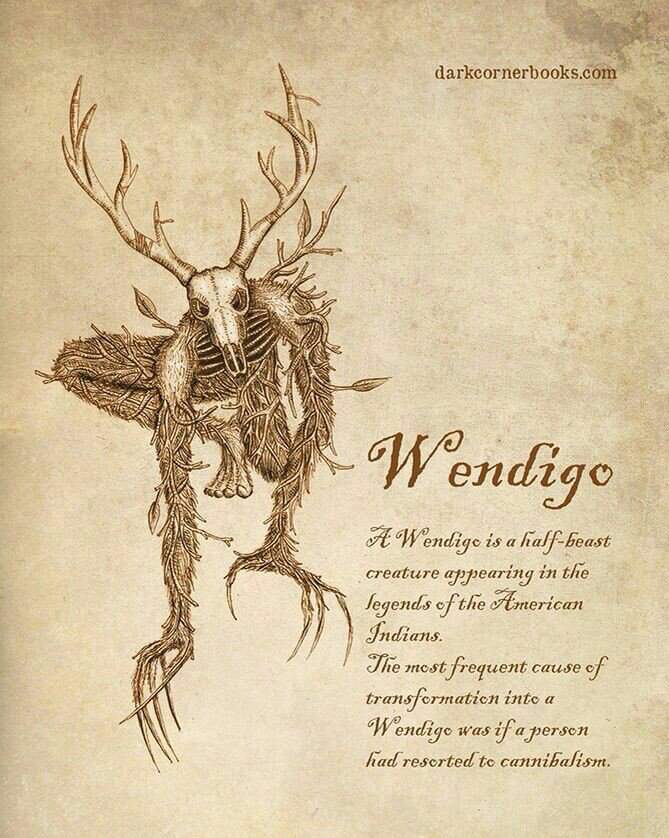 darkcornerbooks.com
Wendigo
A Wendigo is a half-beast
creature appearing in the
legends of the American
Indians.
The most frequent cause of
transformation into a
Wendigo was if a person
had resorted to cannibalism.